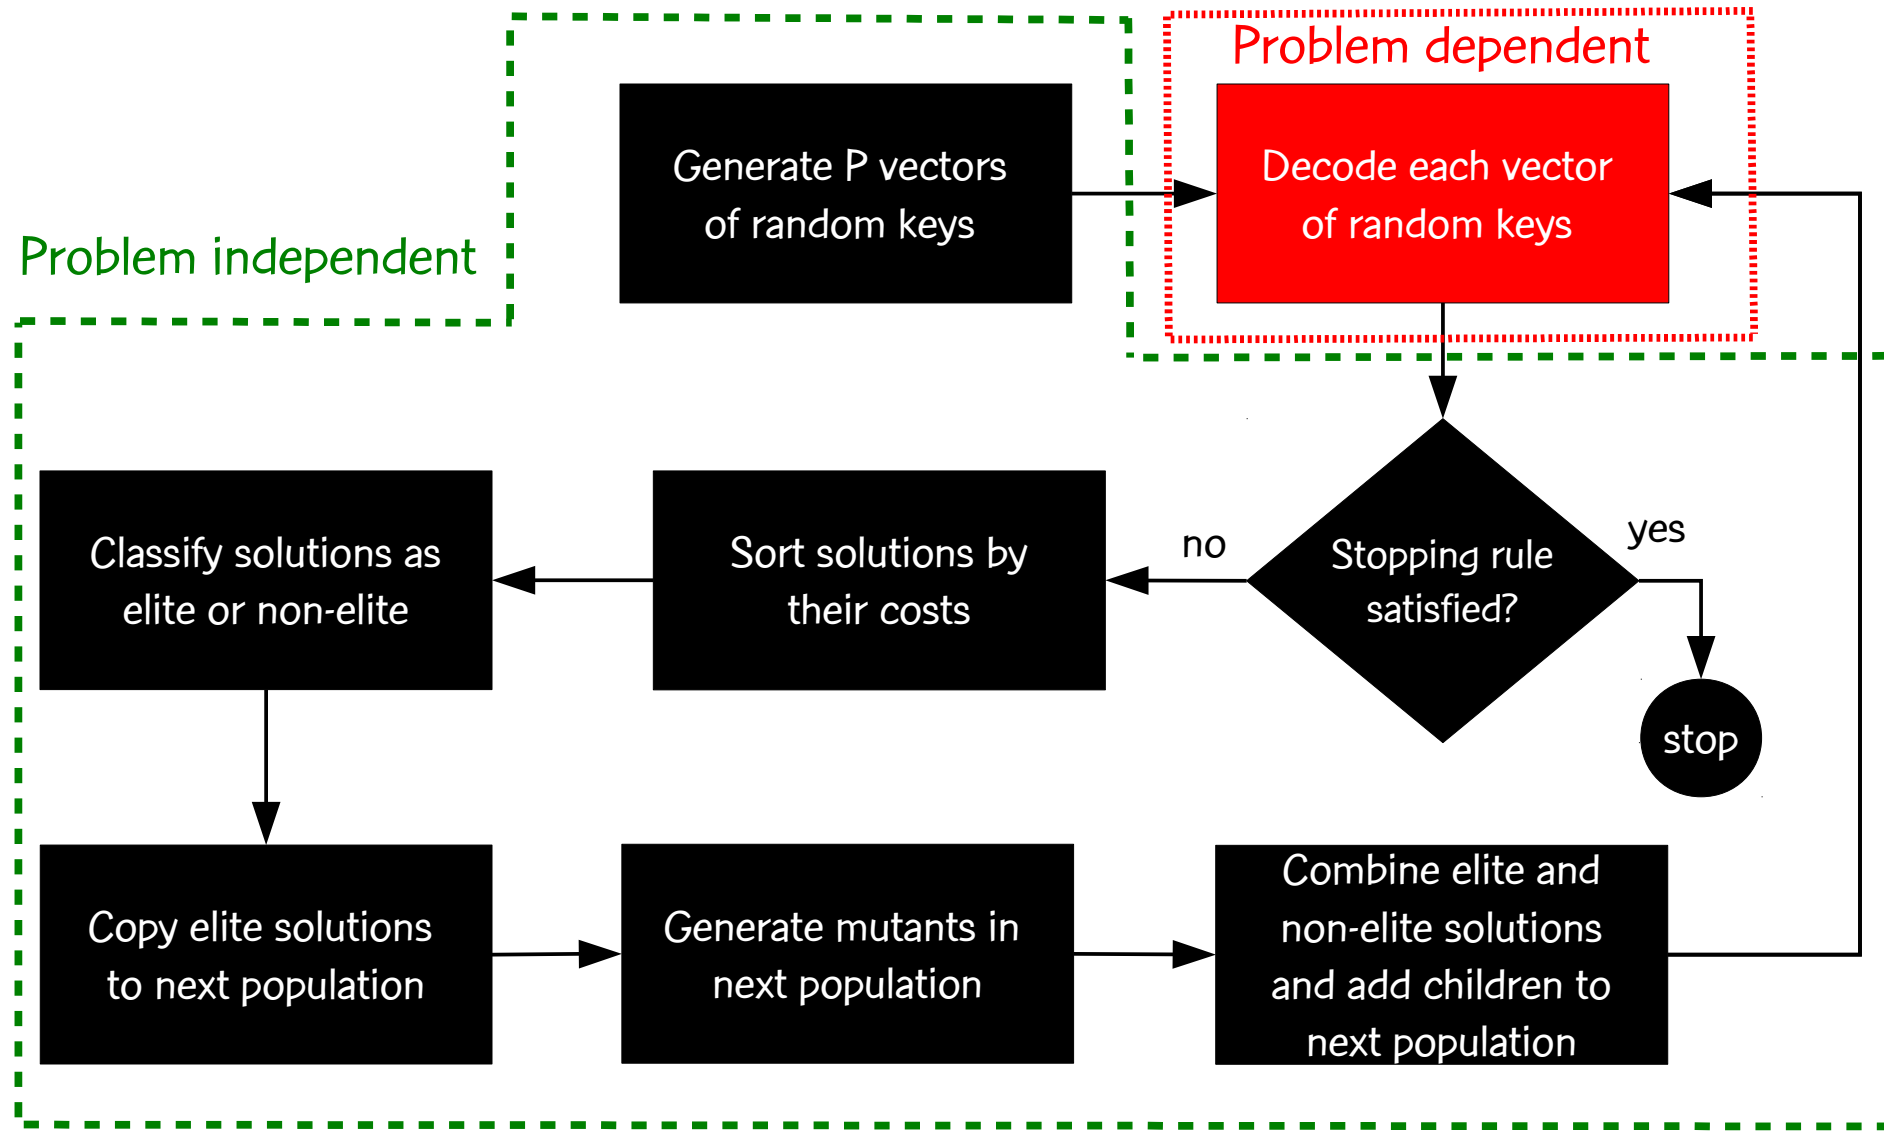 Problem dependent
Generate P vectors
of random keys
Decode each vector
of random keys
Problem independent
Classify solutions as
elite or non-elite
Sort solutions by
their costs
no
Stopping rule
satisfied?
yes
stop
Copy elite solutions
to next population
Generate mutants in
next population
Combine elite and
non-elite solutions
and add children to
next population